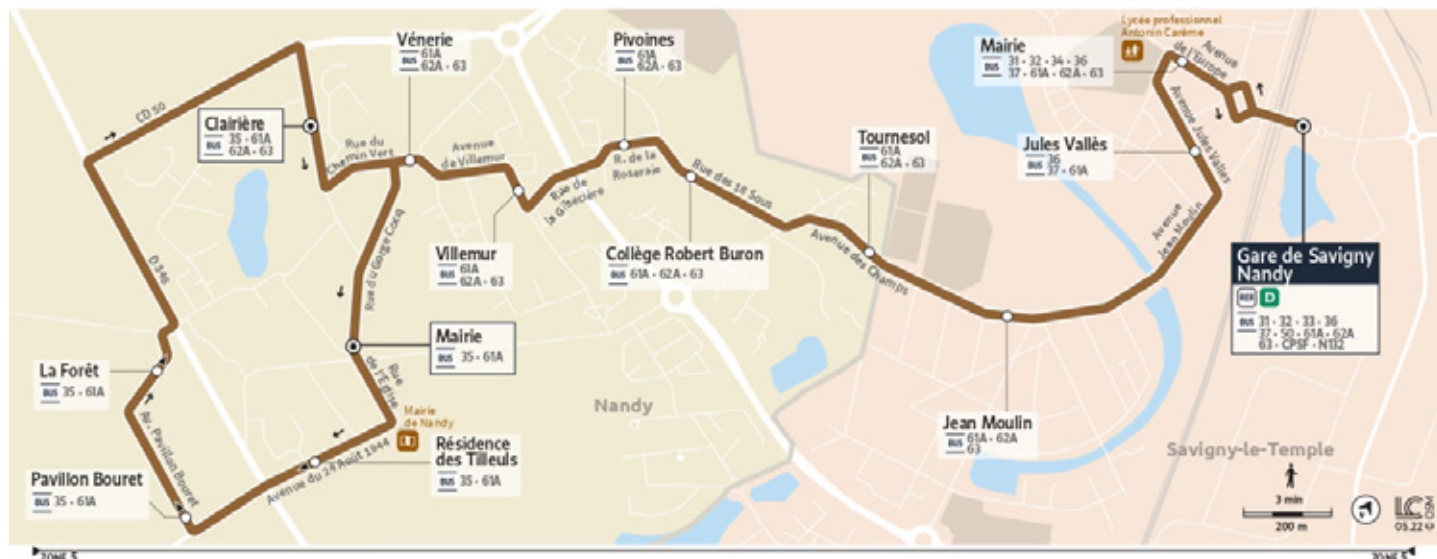 Lycée professionnel
Antonin Carême
Vénerie
BUS 61A
62A • 63
Pivoines
BUS 61A
62A • 63
Mairie
BUS 31 • 32 • 34 • 36
37 • 61A • 62A • 63
Avenue
de l'Europe
CD 50
Clairière
BUS 35 • 61A
62A • 63
Rue du
Chemin Vert
Avenue
de Villemur
Rue de
la Gibecière
R. de la
Roseraie
Rue des 18 Sous
Tournesol
BUS 61A
62A • 63
Jules Vallès
BUS 36
37 • 61A
Avenue Jules Vallès
Avenue
Jean Moulin
Villemur
BUS 61A
62A • 63
Collège Robert Buron
BUS 61A • 62A • 63
Avenue des Champs
Gare de Savigny
Nandy
RER D
BUS 31 • 32 • 33 • 36
37 • 50 • 61A • 62A
63 • CPSF • N132
D 346
Rue du Gorge Cocq
Mairie
BUS 35 • 61A
La Forêt
BUS 35 • 61A
Rue
de l'Église
Nandy
Mairie
de Nandy
Jean Moulin
BUS 61A • 62A
63
Av. Pavillon Bouret
Avenue du 24 Août 1944
Résidence
des Tilleuls
BUS 35 • 61A
Savigny-le-Temple
Pavillon Bouret
BUS 35 • 61A
3 min
200 m
LC
05.22 © OSM
ZONE 5
ZONE 5